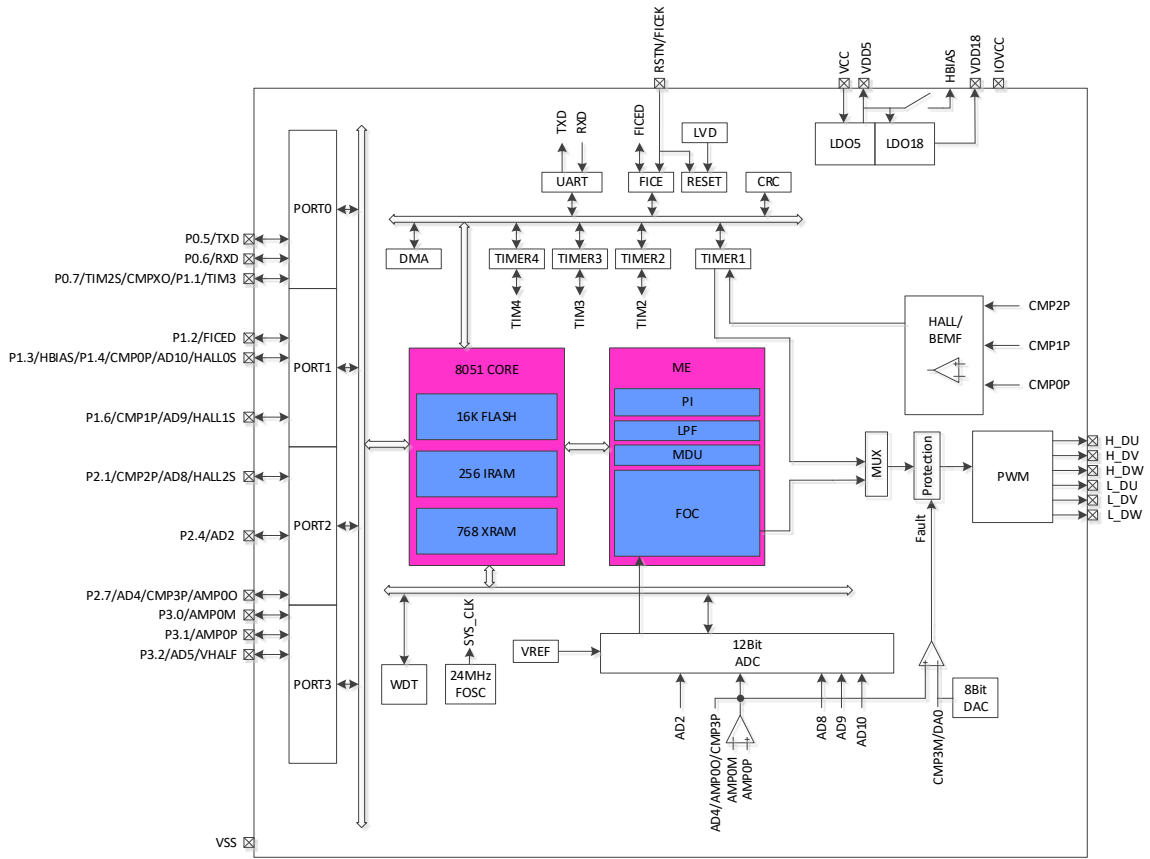 RSTN/FICEK
VCC
VDD5
HBIAS
VDD18
IOVCC
TXD
RXD
FICED
LVD
LDO5
LDO18
UART
FICE
RESET
CRC
PORT0
P0.5/TXD
P0.6/RXD
P0.7/TIM2S/CMPXO/P1.1/TIM3
DMA
TIMER4
TIMER3
TIMER2
TIMER1
TIM4
TIM3
TIM2
HALL/
BEMF
CMP2P
CMP1P
CMP0P
P1.2/FICED
P1.3/HBIAS/P1.4/CMP0P/AD10/HALL0S
PORT1
P1.6/CMP1P/AD9/HALL1S
8051 CORE
16K FLASH
256 IRAM
768 XRAM
ME
PI
LPF
MDU
FOC
MUX
Protection
Fault
PWM
H_DU
H_DV
H_DW
L_DU
L_DV
L_DW
P2.1/CMP2P/AD8/HALL2S
PORT2
P2.4/AD2
P2.7/AD4/CMP3P/AMP0O
P3.0/AMP0M
P3.1/AMP0P
P3.2/AD5/VHALF
PORT3
SYS_CLK
WDT
24MHz
FOSC
VREF
12Bit
ADC
8Bit
DAC
AD2
AD4/AMP0O/CMP3P
AMP0M
AMP0P
AD8
AD9
AD10
CMP3M/DA0
+
-
+
VSS